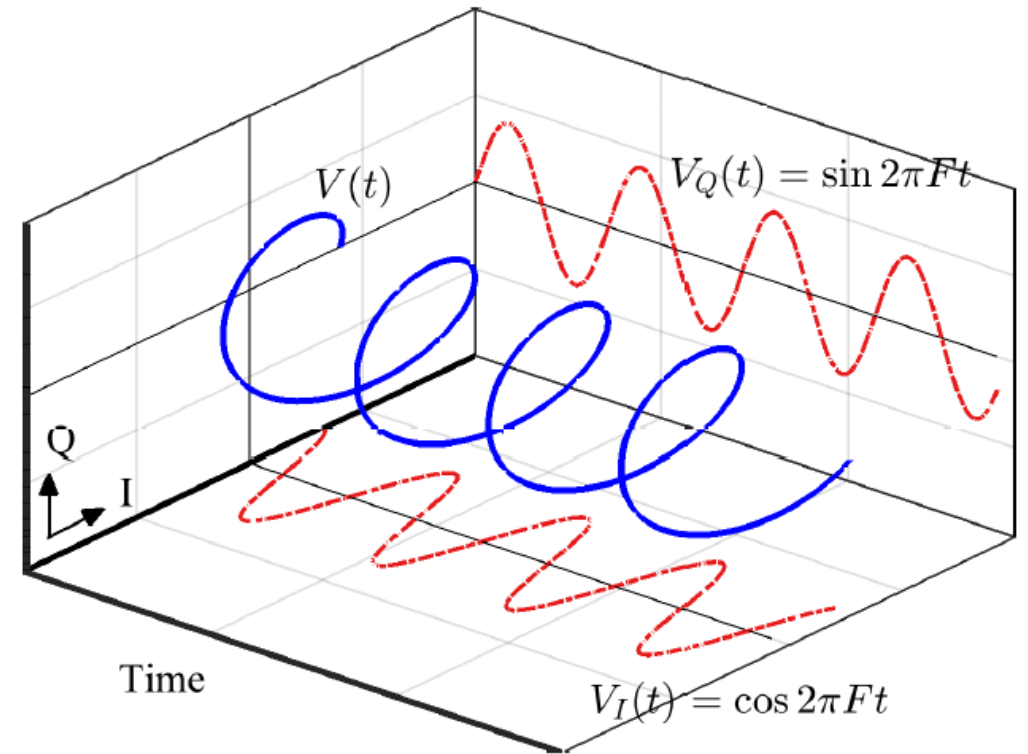 V(t)
V_Q(t) = sin 2πFt
Q
I
Time
V_I(t) = cos 2πFt